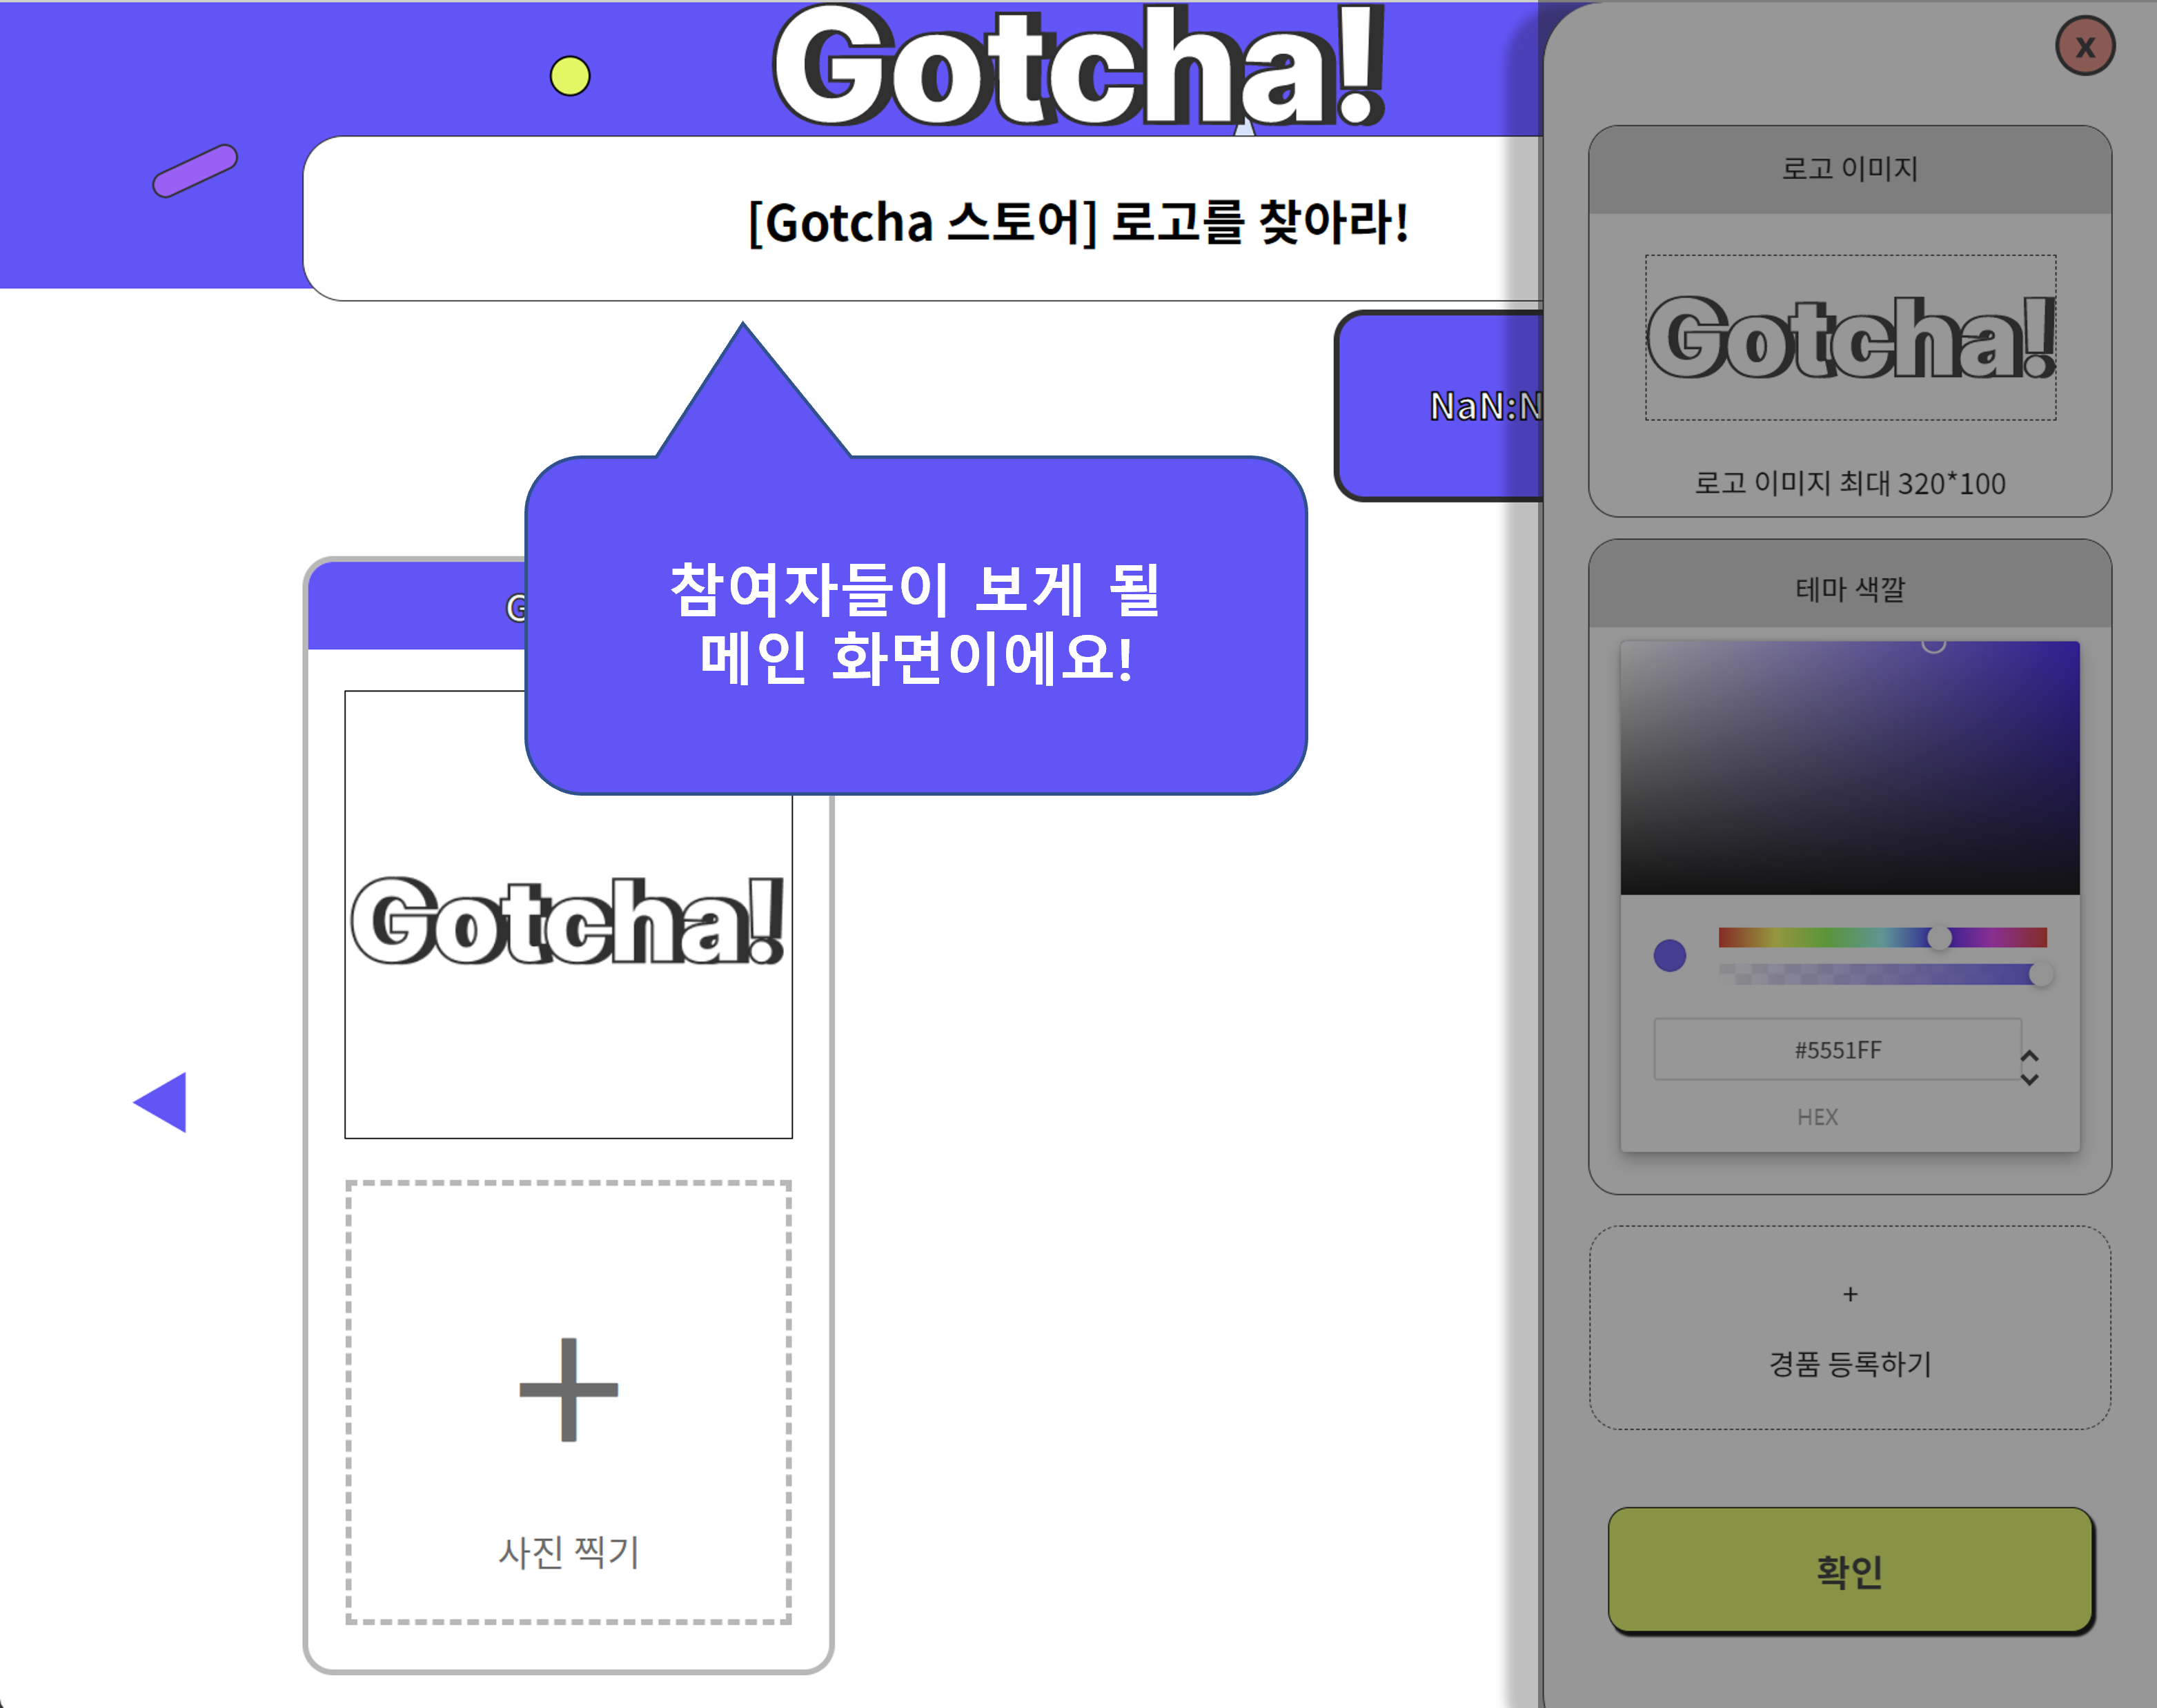 Gotcha!
[Gotcha 스토어] 로고를 찾아라!
NaN:N
참여자들이 보게 될
메인 화면이에요!
G
Gotcha!
사진 찍기
x
로고 이미지
Gotcha!
로고 이미지 최대 320*100
테마 색깔
#5551FF
HEX
+
경품 등록하기
확인